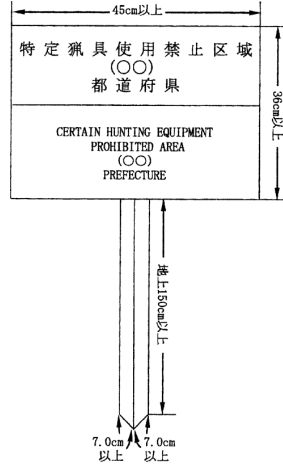 45cm以上
特定猟具使用禁止区域
(○○)
都道府県
36cm以上
CERTAIN HUNTING EQUIPMENT
PROHIBITED AREA
(○○)
PREFECTURE
地上150cm以上
7.0cm 7.0cm
以上 以上